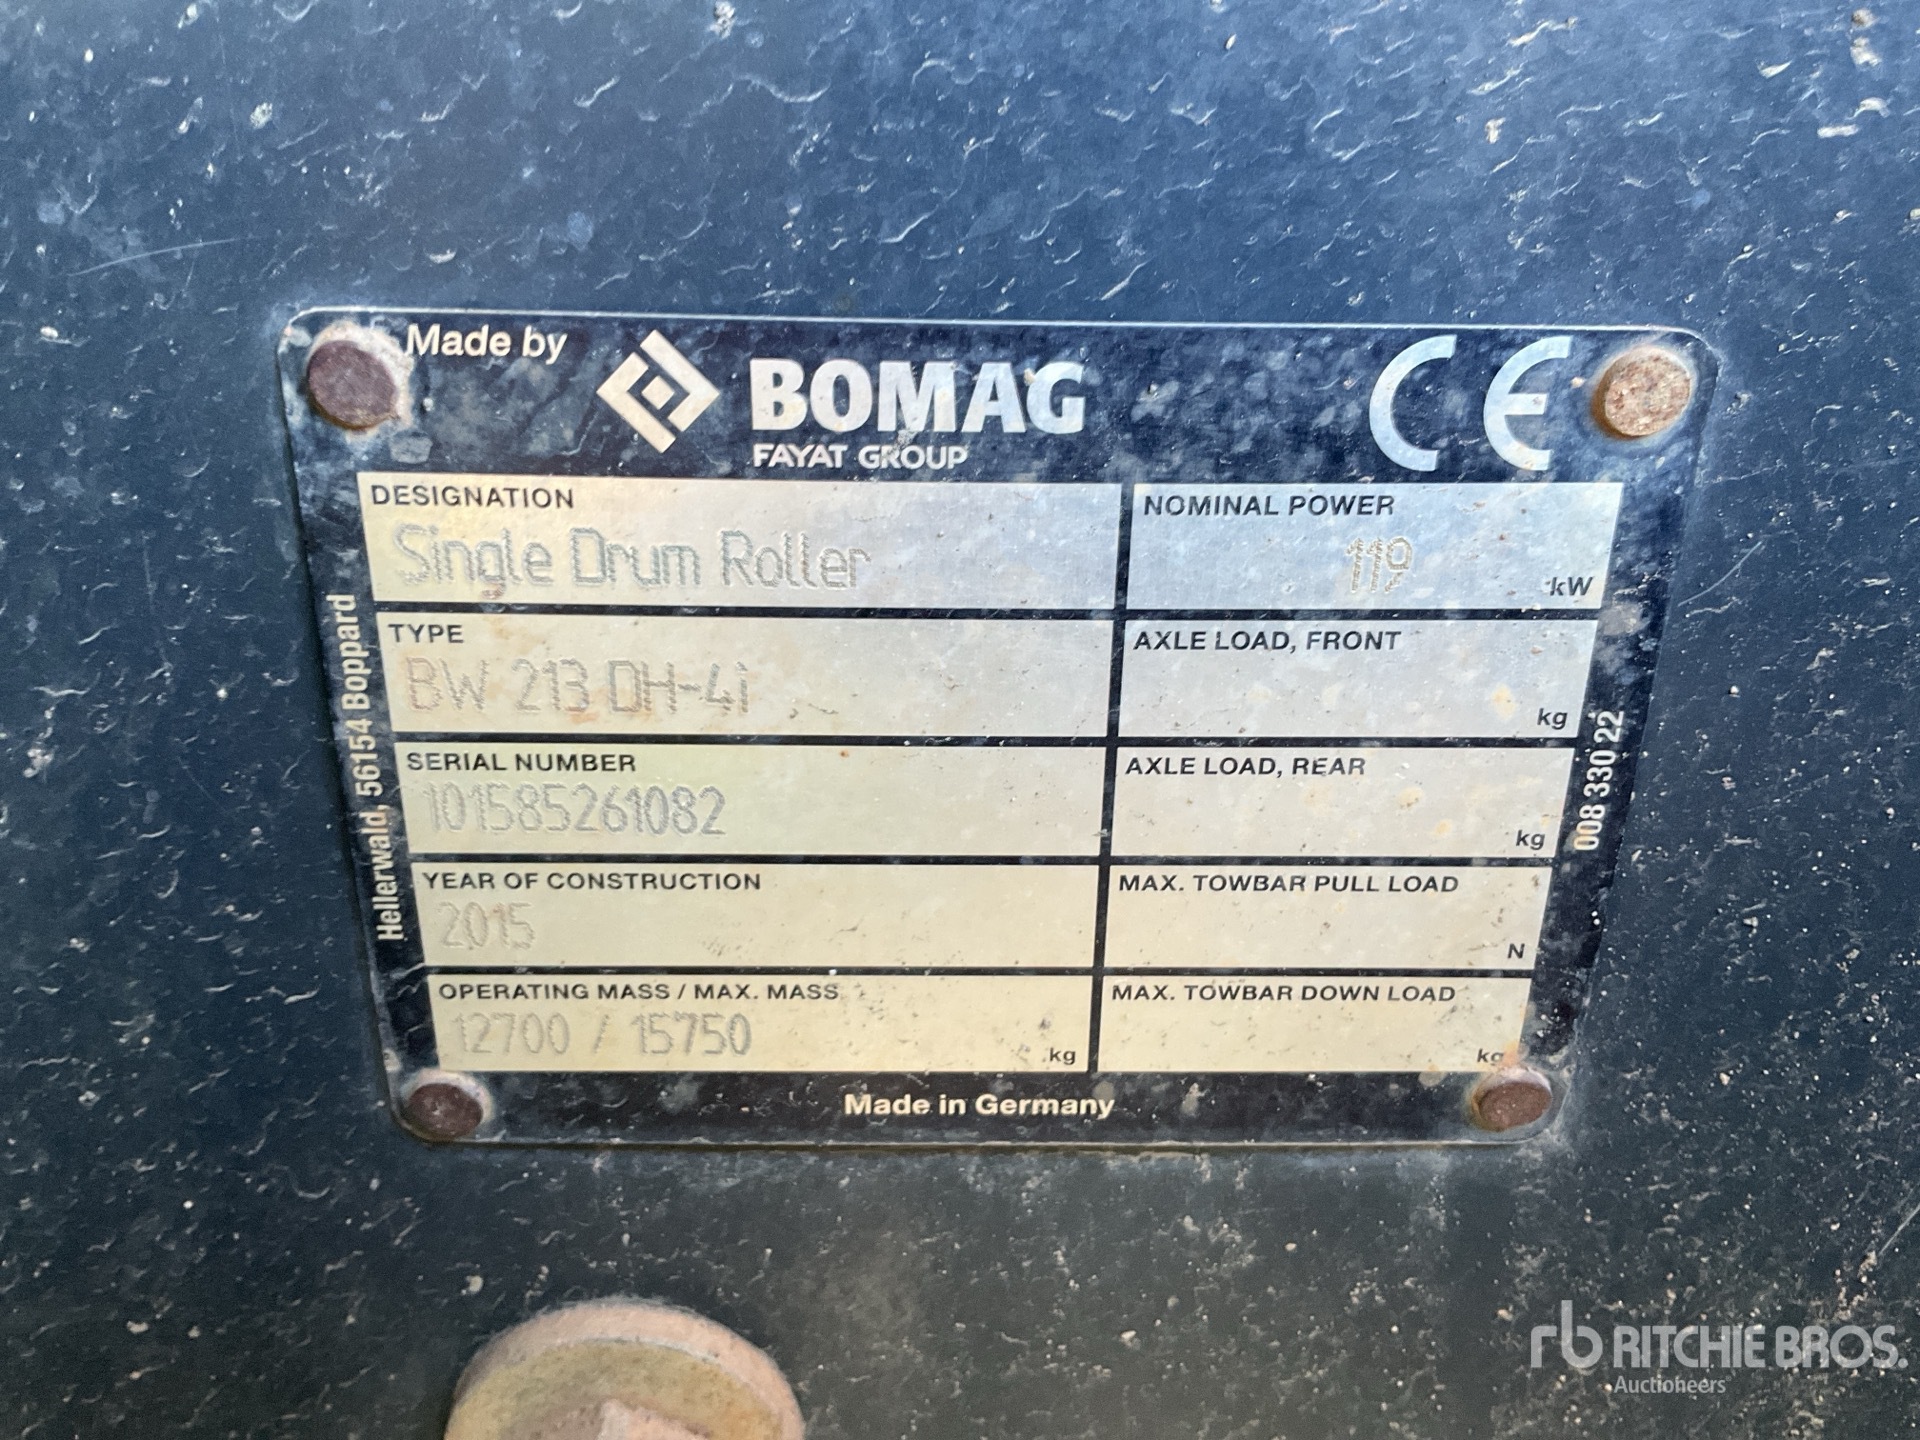 Made by
BOMAG
FAYAT GROUP
CE
DESIGNATION
Single Drum Roller
NOMINAL POWER
119
kW
TYPE
BW 213 DH-4i
AXLE LOAD, FRONT
kg
SERIAL NUMBER
101585261082
AXLE LOAD, REAR
kg
YEAR OF CONSTRUCTION
2015
MAX. TOWBAR PULL LOAD
N
OPERATING MASS / MAX. MASS
12700 / 15750
kg
MAX. TOWBAR DOWN LOAD
kg
Made in Germany
Hellerwald, 56154 Boppard
008 330 22
rb RITCHIE BROS.
Auctioneers